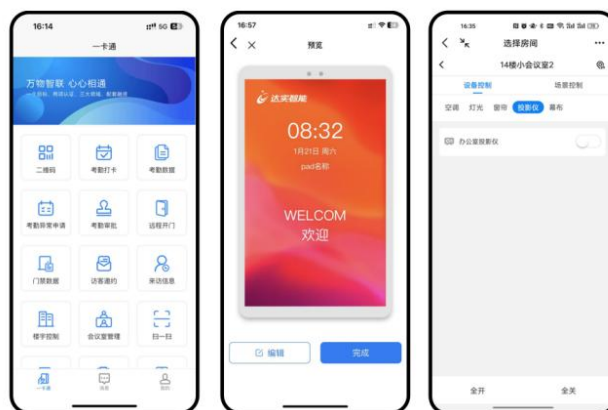 16:14
5G
一卡通
万物智联 心心相通
二维码
考勤打卡
考勤数据
考勤异常申请
考勤审批
远程开门
门禁数据
访客邀约
来访信息
楼宇控制
会议室管理
扫一扫
一卡通
消息
我的
16:57
预览
达实智能
08:32
1月21日 周六
pad名称
WELCOM
欢迎
编辑
完成
16:35
选择房间
14楼小会议室2
设备控制
场景控制
空调
灯光
窗帘
投影仪
幕布
办公室投影仪
全开
全关